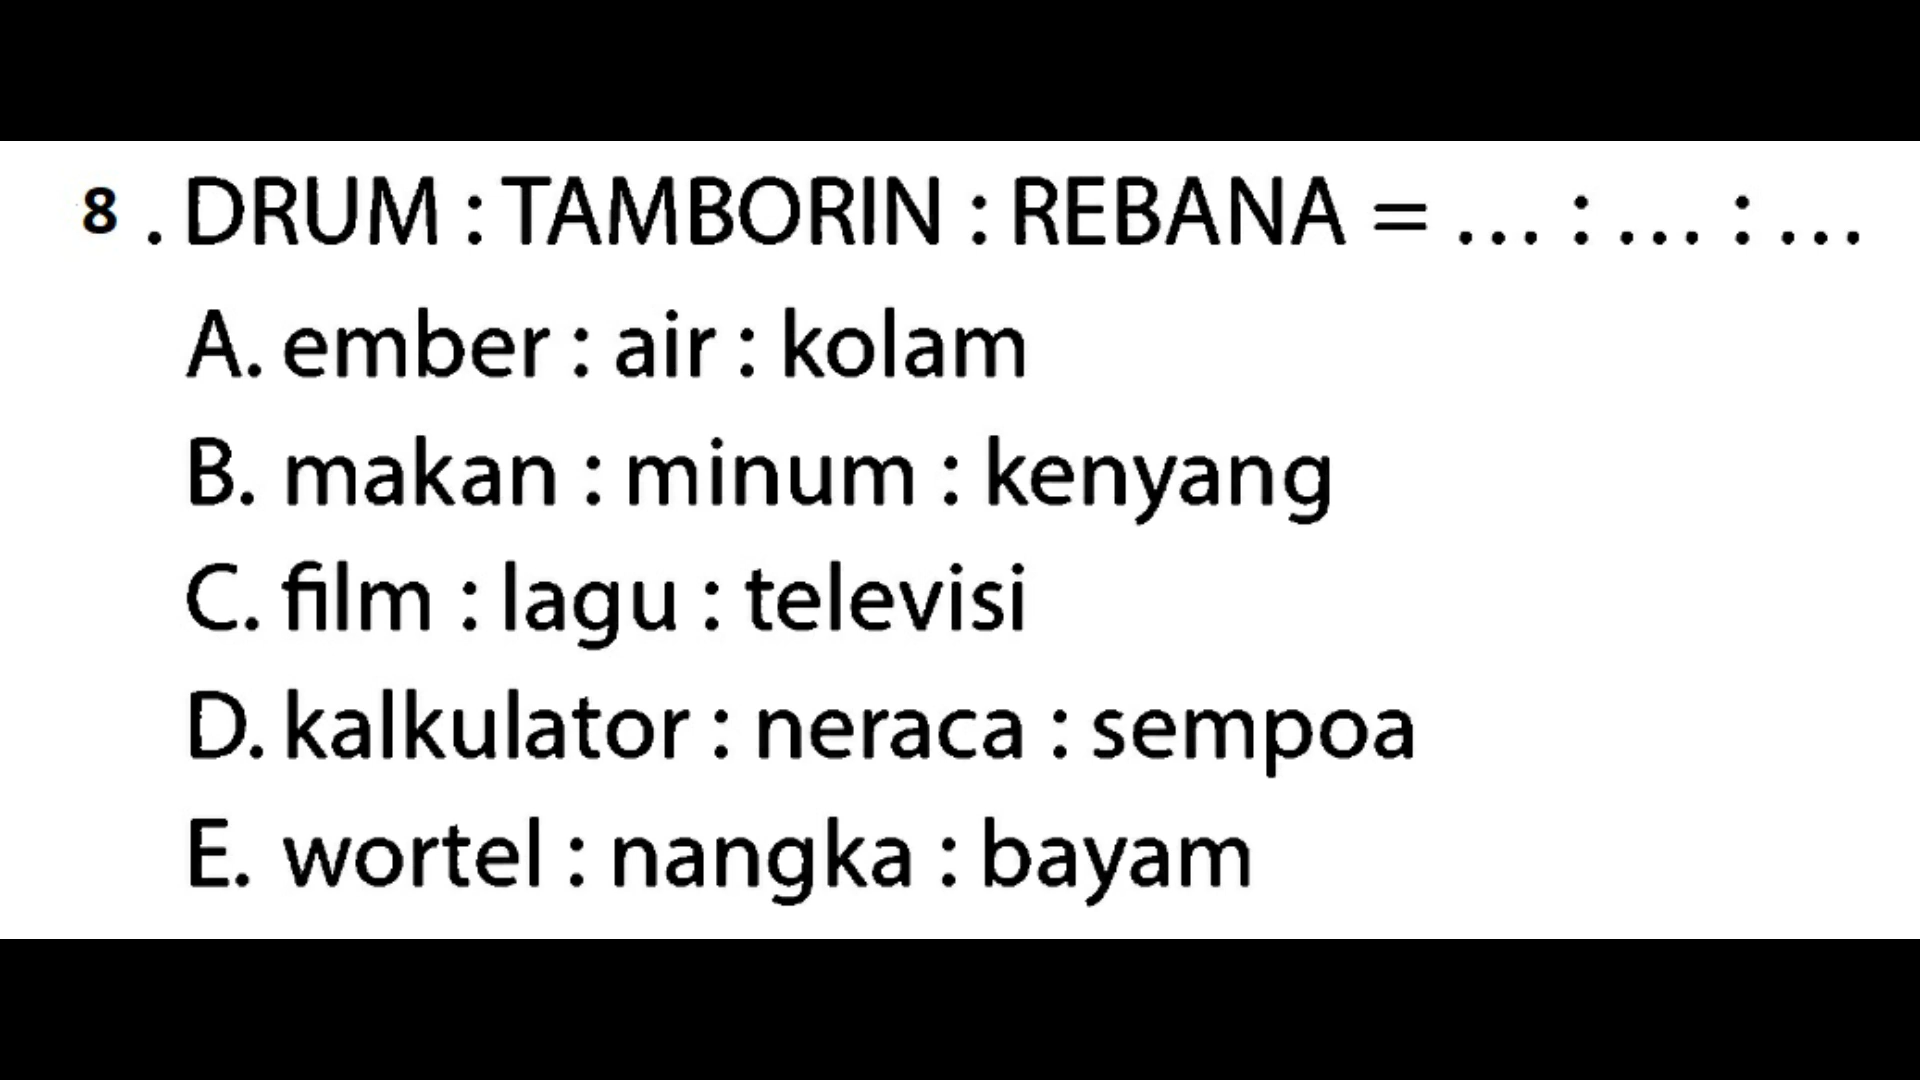 8 . DRUM : TAMBORIN : REBANA = ... : ... : ...
A. ember : air : kolam
B. makan : minum : kenyang
C. film : lagu : televisi
D. kalkulator : neraca : sempoa
E. wortel : nangka : bayam